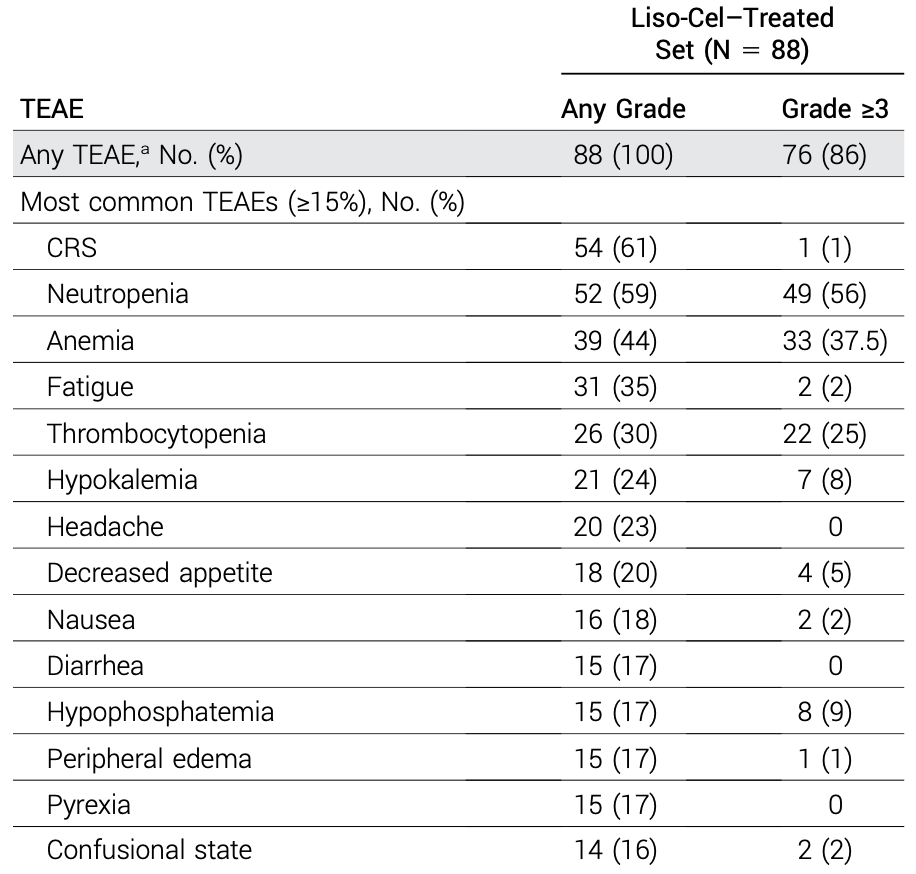 Liso-Cel–Treated
Set (N = 88)
TEAE Any Grade Grade ≥3
Any TEAE,ᵃ No. (%) 88 (100) 76 (86)
Most common TEAEs (≥15%), No. (%)
CRS 54 (61) 1 (1)
Neutropenia 52 (59) 49 (56)
Anemia 39 (44) 33 (37.5)
Fatigue 31 (35) 2 (2)
Thrombocytopenia 26 (30) 22 (25)
Hypokalemia 21 (24) 7 (8)
Headache 20 (23) 0
Decreased appetite 18 (20) 4 (5)
Nausea 16 (18) 2 (2)
Diarrhea 15 (17) 0
Hypophosphatemia 15 (17) 8 (9)
Peripheral edema 15 (17) 1 (1)
Pyrexia 15 (17) 0
Confusional state 14 (16) 2 (2)